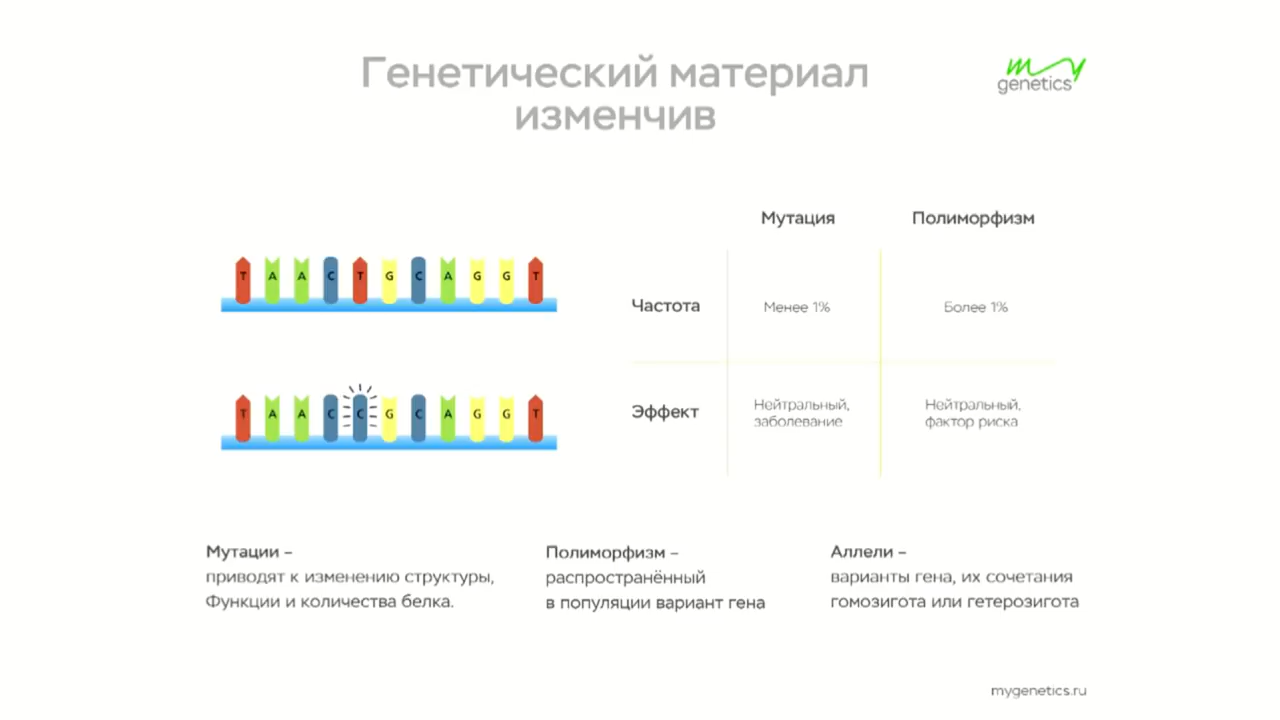 Генетический материал
изменчив
my
genetics
Мутация Полиморфизм
T A A C T G C A G G T
Частота Менее 1% Более 1%
T A A C C G C A G G T
Эффект
Нейтральный,
заболевание
Нейтральный,
фактор риска
Мутации –
приводят к изменению структуры,
Функции и количества белка.
Полиморфизм –
распространённый
в популяции вариант гена
Аллели –
варианты гена, их сочетания
гомозигота или гетерозигота
mygenetics.ru